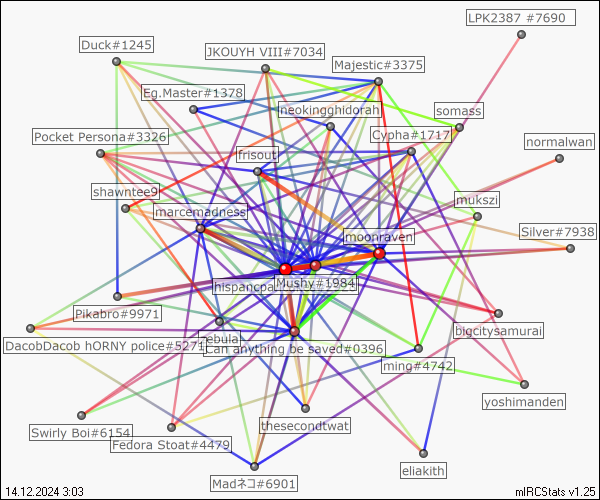 LPK2387 #7690
Duck#1245
JKOUYH VIII#7034
Majestic#3375
Eg.Master#1378
neokingghidorah
somass
Pocket Persona#3326
Cypha#1717
normalwan
frisout
shawntee9
mukszi
marcemadness
Silver#7938
moonraven
hispancpa
Mushy#1984
Pikabro#9971
bigcitysamurai
DacobDacob hORNY police#5271
nebula
Can anything be saved#0396
ming#4742
yoshimanden
thesecondtwat
Swirly Boi#6154
Fedora Stoat#4479
eliakith
Madネコ#6901
14.12.2024 3:03
mIRCStats v1.25